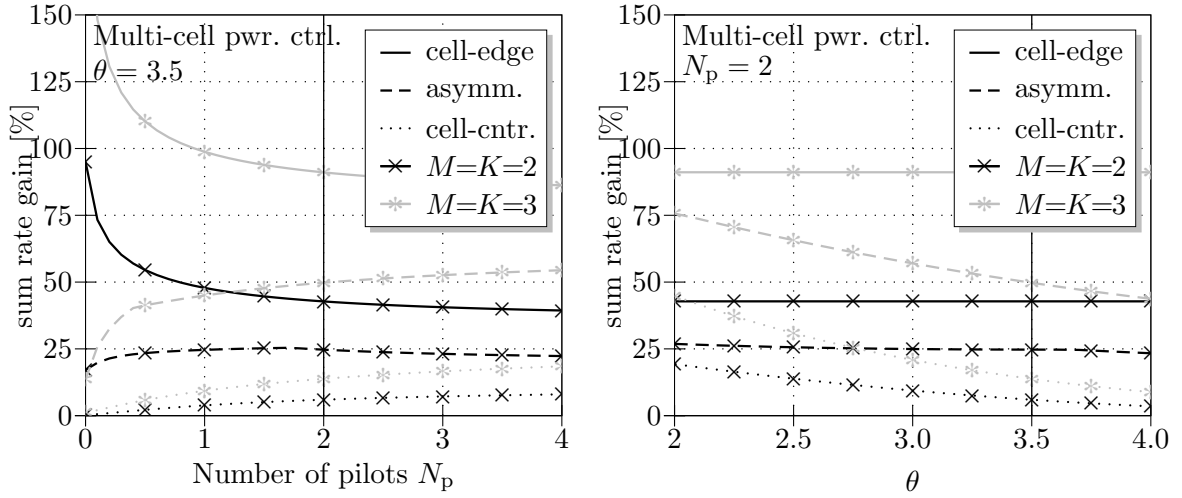 sum rate gain [%]
150
125
100
75
50
25
0
Multi-cell pwr. ctrl.
θ = 3.5
cell-edge
asymm.
cell-cntr.
M=K=2
M=K=3
0 1 2 3 4
Number of pilots Np
sum rate gain [%]
150
125
100
75
50
25
0
Multi-cell pwr. ctrl.
Np = 2
cell-edge
asymm.
cell-cntr.
M=K=2
M=K=3
2 2.5 3.0 3.5 4.0
θ